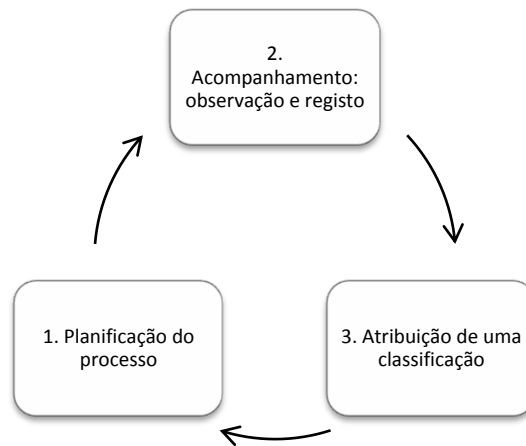 2.
Acompanhamento:
observação e registo
1. Planificação do
processo
3. Atribuição de uma
classificação